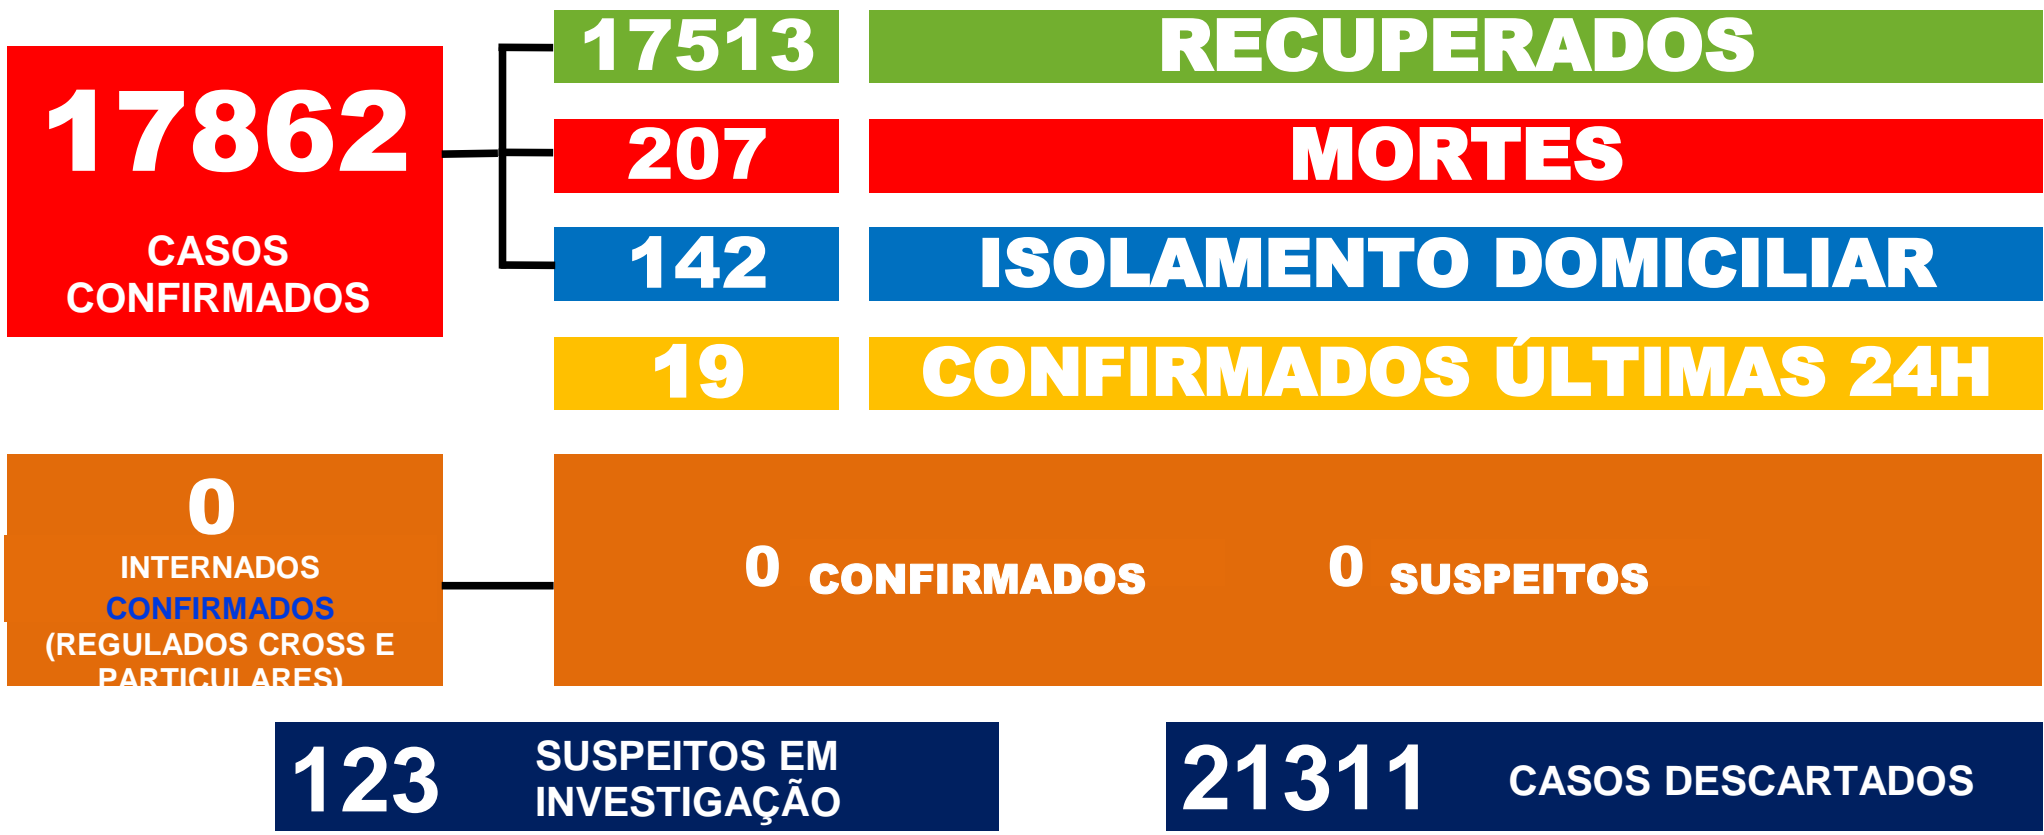 17862
CASOS
CONFIRMADOS
17513 RECUPERADOS
207 MORTES
142 ISOLAMENTO DOMICILIAR
19 CONFIRMADOS ÚLTIMAS 24H
0
INTERNADOS
CONFIRMADOS
(REGULADOS CROSS E
PARTICULARES)
0 CONFIRMADOS 0 SUSPEITOS
123 SUSPEITOS EM
INVESTIGAÇÃO
21311 CASOS DESCARTADOS